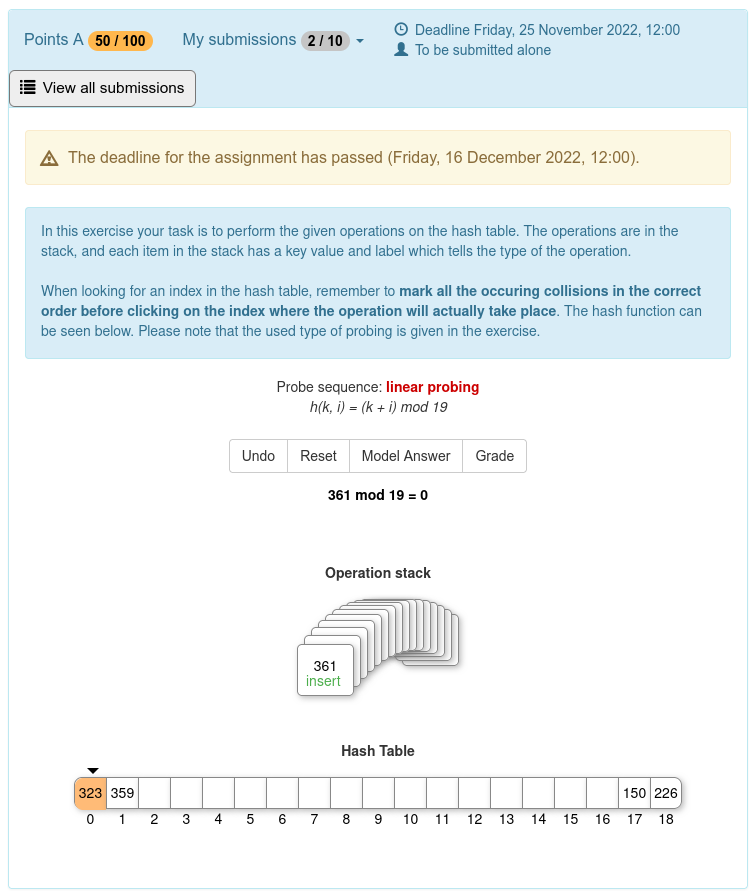 Points A 50 / 100
My submissions 2 / 10
Deadline Friday, 25 November 2022, 12:00
To be submitted alone
View all submissions
The deadline for the assignment has passed (Friday, 16 December 2022, 12:00).
In this exercise your task is to perform the given operations on the hash table. The operations are in the
stack, and each item in the stack has a key value and label which tells the type of the operation.
When looking for an index in the hash table, remember to mark all the occuring collisions in the correct
order before clicking on the index where the operation will actually take place. The hash function can
be seen below. Please note that the used type of probing is given in the exercise.
Probe sequence: linear probing
h(k, i) = (k + i) mod 19
Undo Reset Model Answer Grade
361 mod 19 = 0
Operation stack
361
insert
Hash Table
323 359 150 226
0 1 2 3 4 5 6 7 8 9 10 11 12 13 14 15 16 17 18